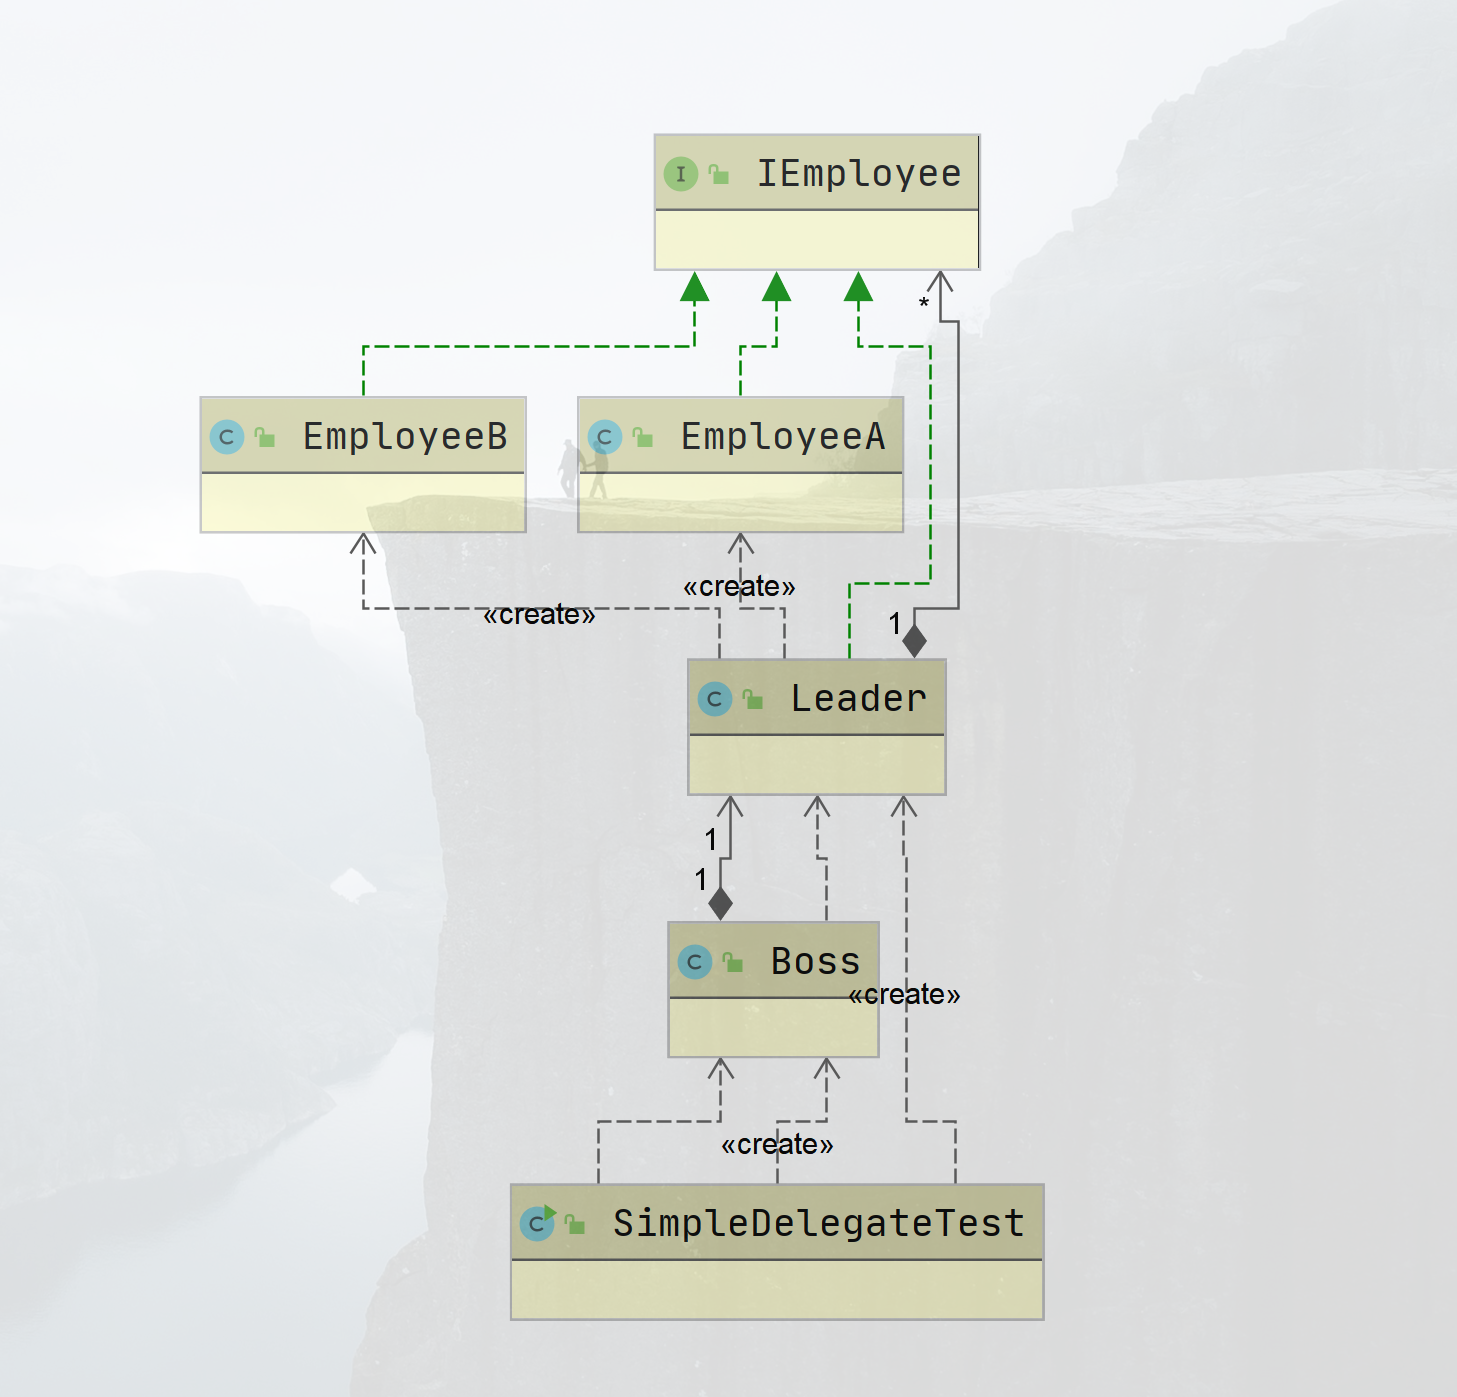 I IEmployee
*
C EmployeeB
C EmployeeA
«create»
«create»
1
C Leader
1
1
C Boss
«create»
«create»
C SimpleDelegateTest